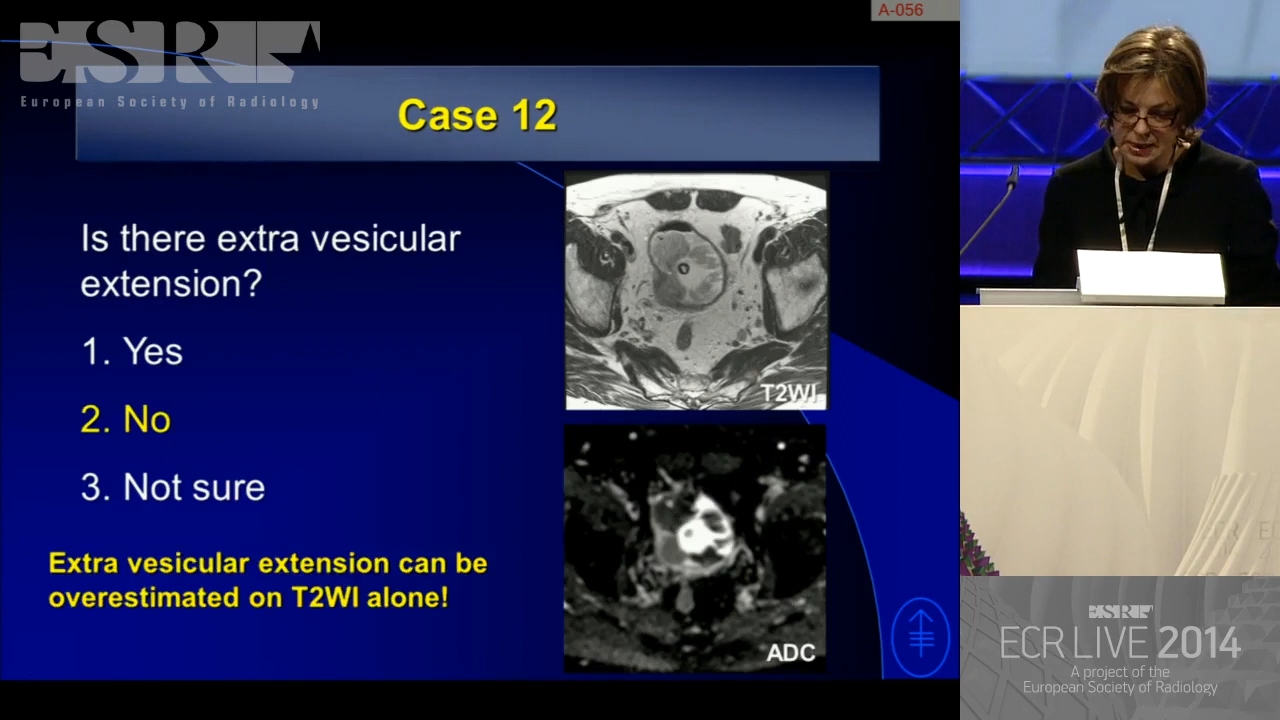 A-056
ESR
European Society of Radiology
Case 12
Is there extra vesicular
extension?
1. Yes
2. No
3. Not sure
Extra vesicular extension can be
overestimated on T2WI alone!
T2WI
ADC
ESR
ECR LIVE 2014
A project of the
European Society of Radiology